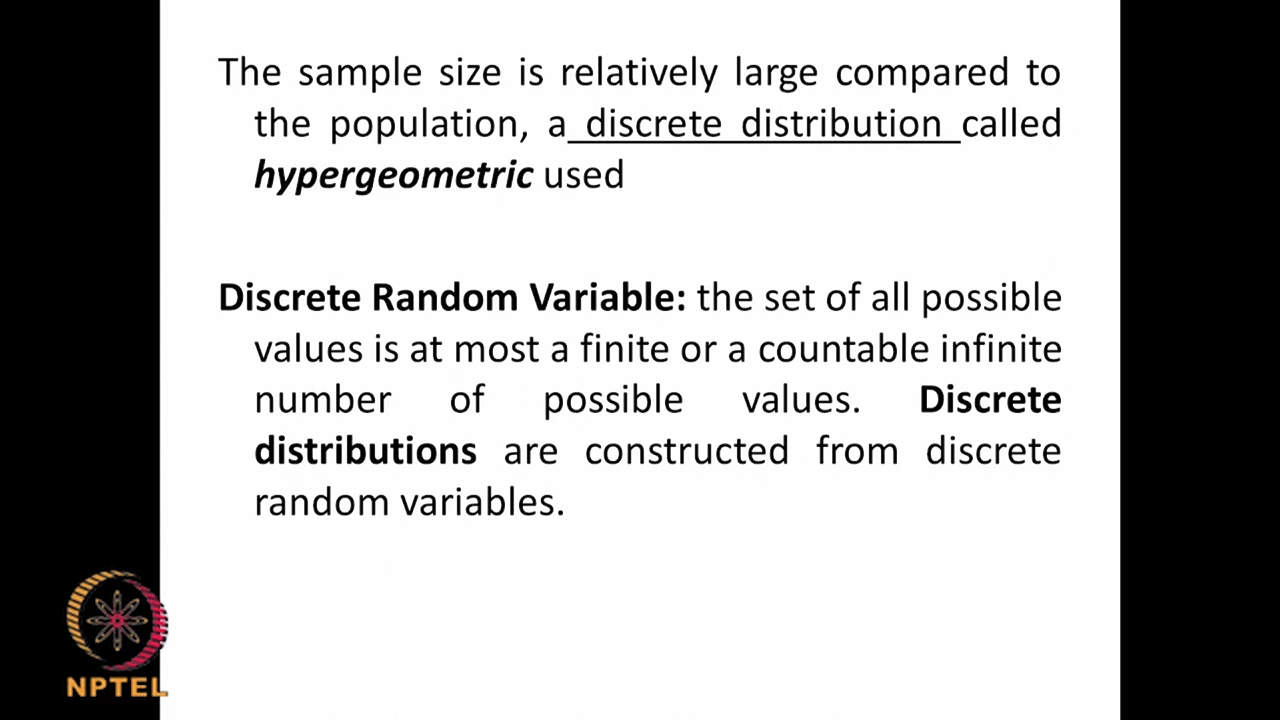 The sample size is relatively large compared to
the population, a discrete distribution called
hypergeometric used
Discrete Random Variable: the set of all possible
values is at most a finite or a countable infinite
number of possible values. Discrete
distributions are constructed from discrete
random variables.
NPTEL